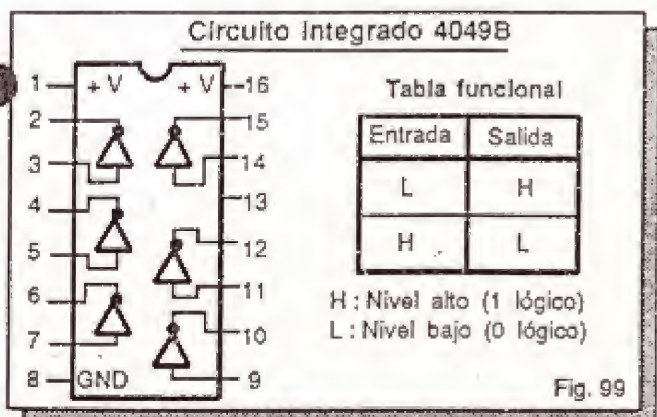 Circuito integrado 4049B
1 + V + V 16
2 15
3 14
4 13
5 12
6 11
7 10
8 GND 9
Tabla funcional
Entrada Salida
L H
H L
H : Nivel alto (1 lógico)
L : Nivel bajo (0 lógico)
Fig. 99